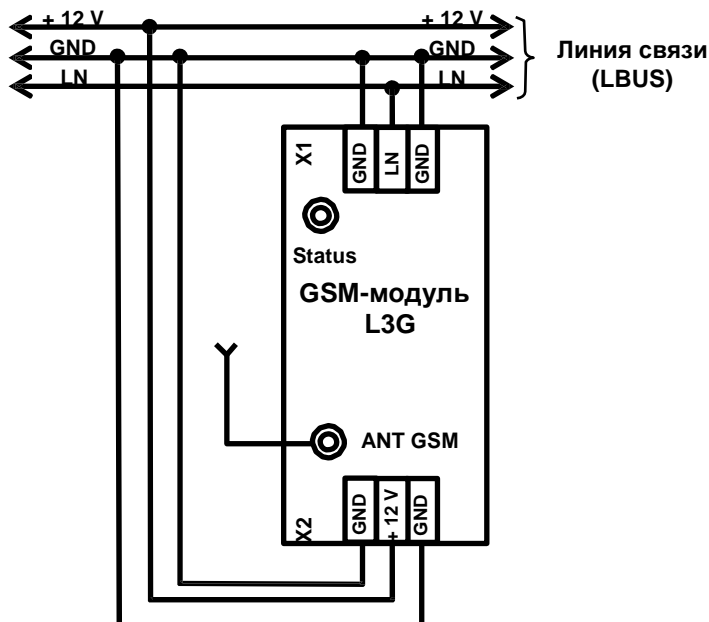 + 12 V
+ 12 V
GND
GND
LN
LN
Линия связи
(LBUS)
X1
GND
LN
GND
Status
GSM-модуль
L3G
ANT GSM
X2
GND
+ 12 V
GND